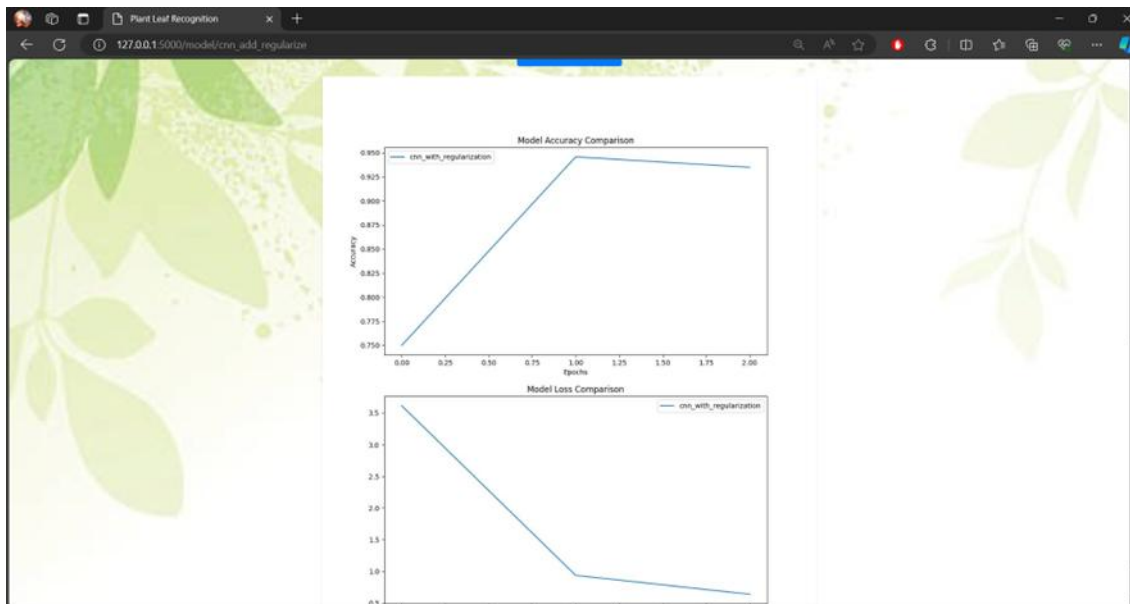 Plant Leaf Recognition
127.0.0.1:5000/model/cnn_add_regularize
Model Accuracy Comparison
cnn_with_regularization
0.950
0.925
0.900
0.875
0.850
0.825
0.800
0.775
0.750
Accuracy
0.00 0.25 0.50 0.75 1.00 1.25 1.50 1.75 2.00
Epochs
Model Loss Comparison
cnn_with_regularization
3.5
3.0
2.5
2.0
1.5
1.0
0.5